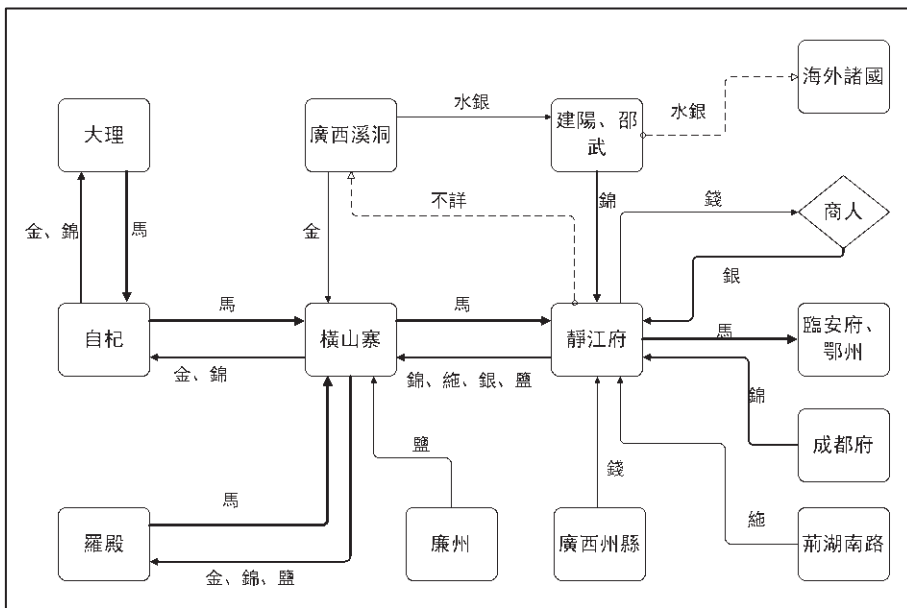 海外諸國
水銀
水銀
大理
廣西溪洞
建陽、邵
武
不詳
錦
錢
商人
金、錦
馬
金
銀
馬
馬
自杞
橫山寨
靜江府
馬
臨安府、
鄂州
金、錦
錦、絁、銀、鹽
錦
鹽
錢
成都府
馬
絁
羅殿
廉州
廣西州縣
荊湖南路
金、錦、鹽